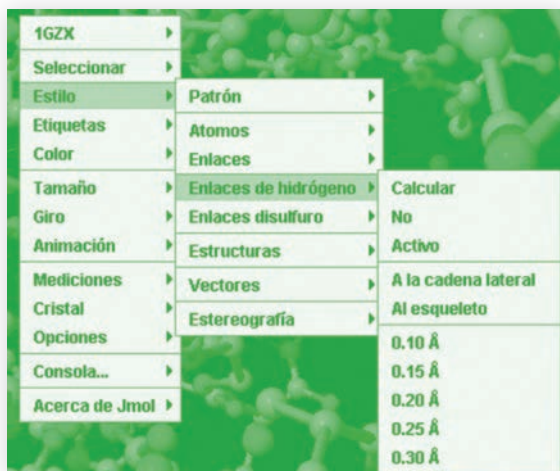 1GZX
Seleccionar
Estilo
Etiquetas
Color
Tamaño
Giro
Animación
Mediciones
Cristal
Opciones
Consola...
Acerca de Jmol
Patrón
Atomos
Enlaces
Enlaces de hidrógeno
Enlaces disulfuro
Estructuras
Vectores
Estereografía
Calcular
No
Activo
A la cadena lateral
Al esqueleto
0.10 Å
0.15 Å
0.20 Å
0.25 Å
0.30 Å